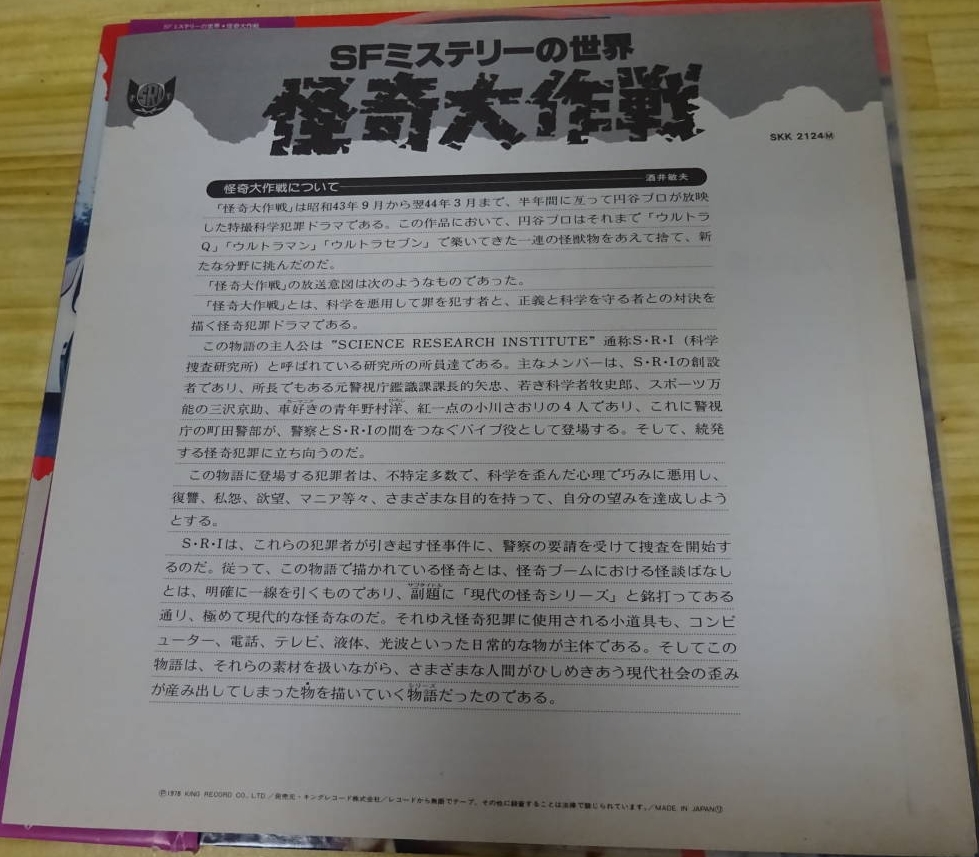 SFミステリーの世界・怪奇大作戦
SFミステリーの世界
怪奇大作戦
SRI
SKK 2124Ⓜ
怪奇大作戦について
酒井敏夫
「怪奇大作戦」は昭和43年9月から翌44年3月まで、半年間に亙って円谷プロが放映
した特撮科学犯罪ドラマである。この作品において、円谷プロはそれまで「ウルトラ
Q」「ウルトラマン」「ウルトラセブン」で築いてきた一連の怪獣物をあえて捨て、新
たな分野に挑んだのだ。
「怪奇大作戦」の放送意図は次のようなものであった。
「怪奇大作戦」とは、科学を悪用して罪を犯す者と、正義と科学を守る者との対決を
描く怪奇犯罪ドラマである。
この物語の主人公は“SCIENCE RESEARCH INSTITUTE”通称S・R・I（科学
捜査研究所）と呼ばれている研究所の所員達である。主なメンバーは、S・R・Iの創設
者であり、所長でもある元警視庁鑑識課課長的矢忠、若き科学者牧史郎、スポーツ万
能の三沢京助、車好きの青年野村洋、紅一点の小川さおりの4人であり、これに警視
庁の町田警部が、警察とS・R・Iの間をつなぐパイプ役として登場する。そして、続発
する怪奇犯罪に立ち向うのだ。
この物語に登場する犯罪者は、不特定多数で、科学を歪んだ心理で巧みに悪用し、
復讐、私怨、欲望、マニア等々、さまざまな目的を持って、自分の望みを達成しよう
とする。
S・R・Iは、これらの犯罪者が引き起す怪事件に、警察の要請を受けて捜査を開始す
るのだ。従って、この物語で描かれている怪奇とは、怪奇ブームにおける怪談ばなし
とは、明確に一線を引くものであり、副題に「現代の怪奇シリーズ」と銘打ってある
通り、極めて現代的な怪奇なのだ。それゆえ怪奇犯罪に使用される小道具も、コンピ
ューター、電話、テレビ、液体、光波といった日常的な物が主体である。そしてこの
物語は、それらの素材を扱いながら、さまざまな人間がひしめきあう現代社会の歪み
が産み出してしまった物を描いていく物語だったのである。
Ⓟ1978 KING RECORD CO., LTD.／発売元・キングレコード株式会社／レコードから無断でテープ、その他に録音することは法律で禁じられています。／MADE IN JAPAN